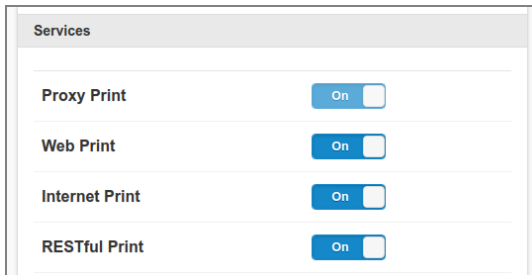 Services
Proxy Print On
Web Print On
Internet Print On
RESTful Print On